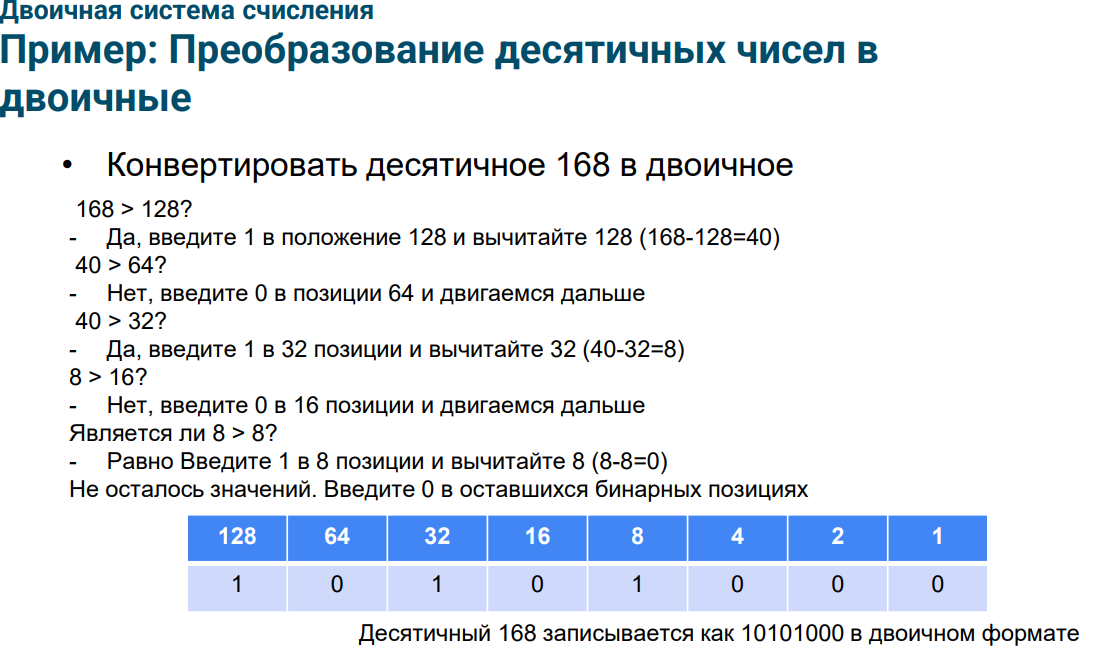 Двоичная система счисления
Пример: Преобразование десятичных чисел в
двоичные
• Конвертировать десятичное 168 в двоичное
168 > 128?
- Да, введите 1 в положение 128 и вычитайте 128 (168-128=40)
40 > 64?
- Нет, введите 0 в позиции 64 и двигаемся дальше
40 > 32?
- Да, введите 1 в 32 позиции и вычитайте 32 (40-32=8)
8 > 16?
- Нет, введите 0 в 16 позиции и двигаемся дальше
Является ли 8 > 8?
- Равно Введите 1 в 8 позиции и вычитайте 8 (8-8=0)
Не осталось значений. Введите 0 в оставшихся бинарных позициях
128 64 32 16 8 4 2 1
1 0 1 0 1 0 0 0
Десятичный 168 записывается как 10101000 в двоичном формате